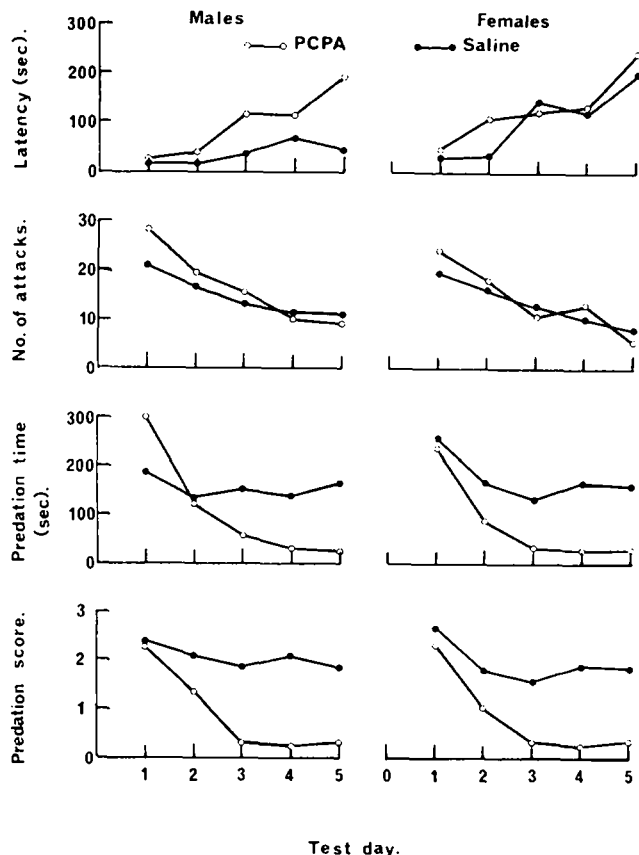 Males
Females
PCPA
Saline
Latency (sec.)
300
200
100
0
No. of attacks.
30
20
10
0
Predation time
(sec).
300
200
100
0
0
Predation score.
3
2
1
0
1 2 3 4 5
0 1 2 3 4 5
Test day.